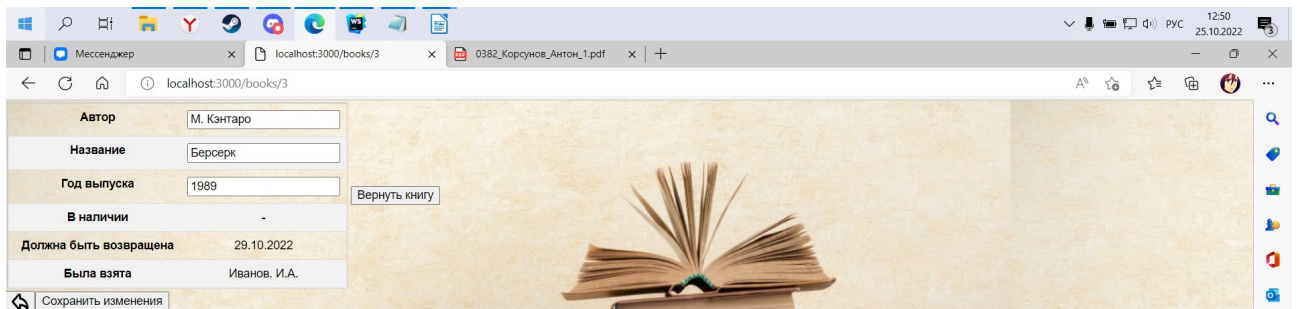 12:50
РУС
25.10.2022
3
Мессенджер
localhost:3000/books/3
0382_Корсунов_Антон_1.pdf
localhost:3000/books/3
Автор М. Кэнтаро
Название Берсерк
Год выпуска 1989
Вернуть книгу
В наличии -
Должна быть возвращена 29.10.2022
Была взята Иванов. И.А.
Сохранить изменения